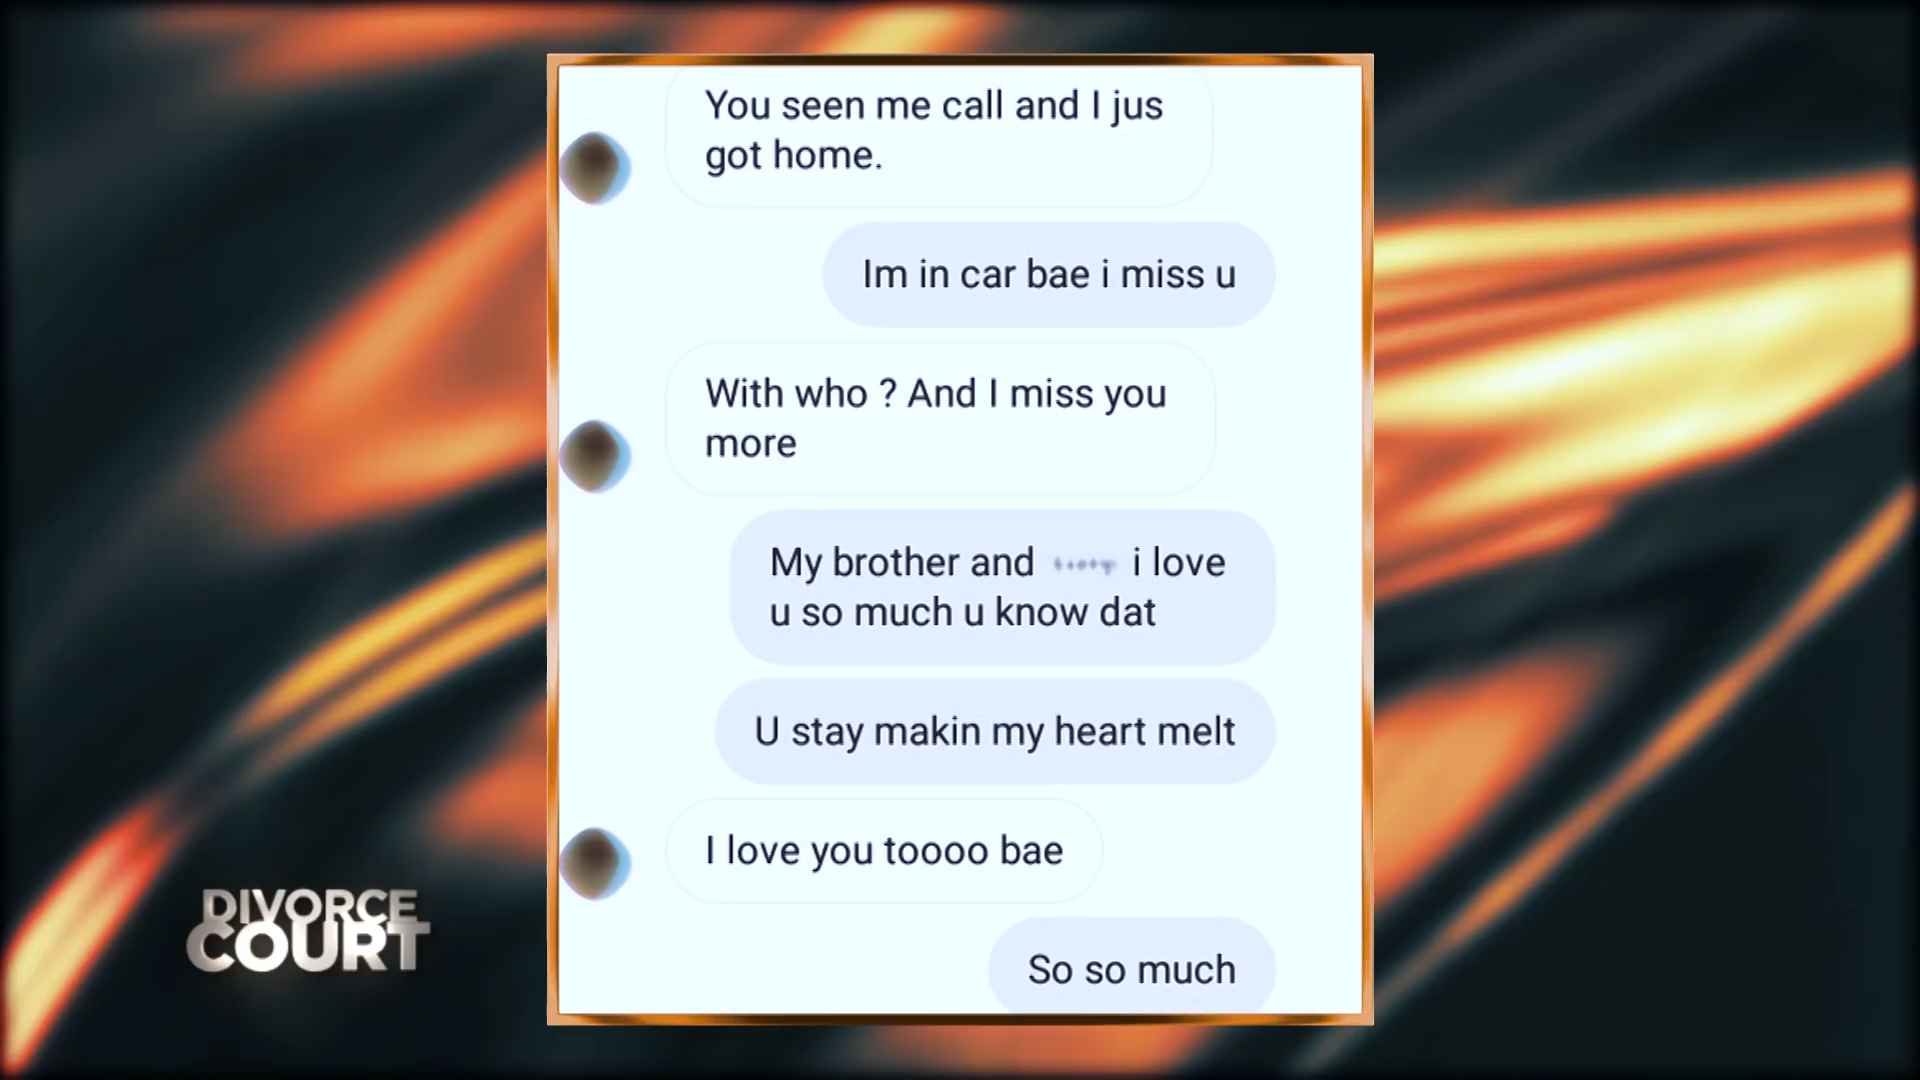 You seen me call and I jus
got home.
Im in car bae i miss u
With who ? And I miss you
more
My brother and i love
u so much u know dat
U stay makin my heart melt
I love you toooo bae
So so much
DIVORCE
COURT